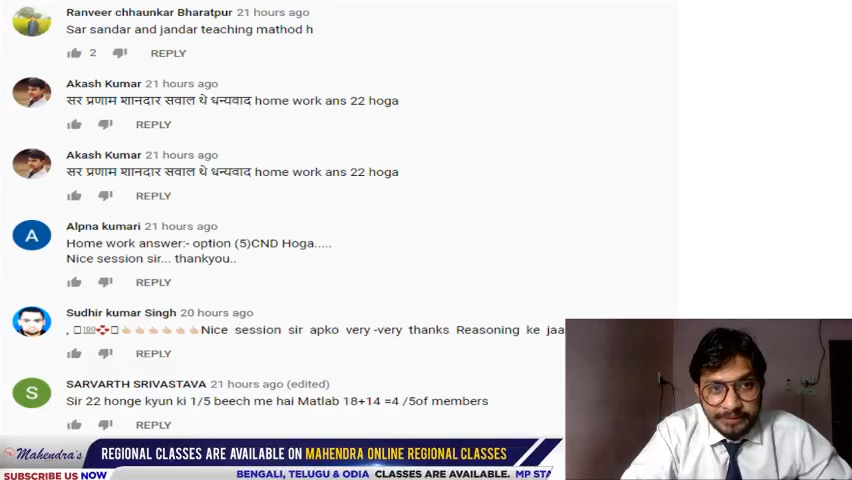 Ranveer chhaunkar Bharatpur 21 hours ago
Sar sandar and jandar teaching mathod h
2 REPLY
Akash Kumar 21 hours ago
सर प्रणाम शानदार सवाल थे धन्यवाद home work ans 22 hoga
REPLY
Akash Kumar 21 hours ago
सर प्रणाम शानदार सवाल थे धन्यवाद home work ans 22 hoga
REPLY
A
Alpna kumari 21 hours ago
Home work answer:- option (5)CND Hoga.....
Nice session sir... thankyou..
REPLY
Sudhir kumar Singh 20 hours ago
, 💯💞👆🏻👆🏻👆🏻👆🏻👆🏻👆🏻Nice session sir apko very -very thanks Reasoning ke jaa
REPLY
S
SARVARTH SRIVASTAVA 21 hours ago (edited)
Sir 22 honge kyun ki 1/5 beech me hai Matlab 18+14 =4 /5of members
REPLY
Mahendra's REGIONAL CLASSES ARE AVAILABLE ON MAHENDRA ONLINE REGIONAL CLASSES
SUBSCRIBE US NOW BENGALI, TELUGU & ODIA CLASSES ARE AVAILABLE. MP STA